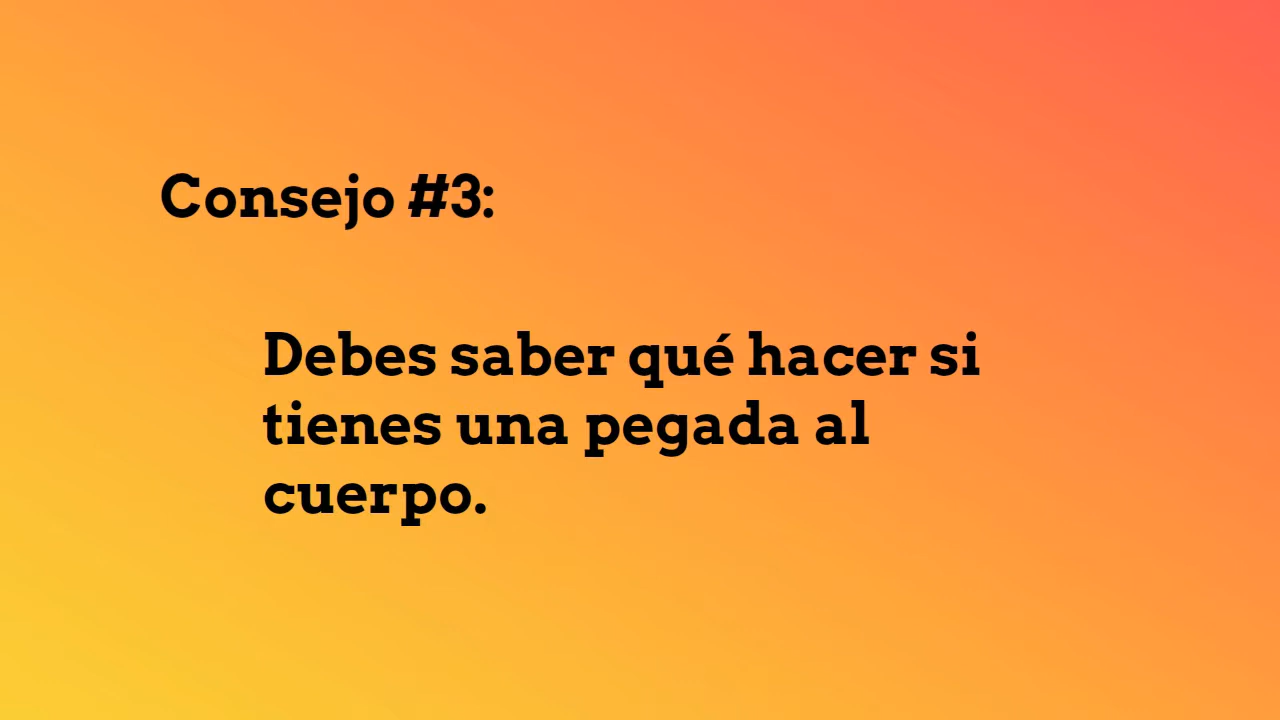 Consejo #3:
Debes saber qué hacer si
tienes una pegada al
cuerpo.